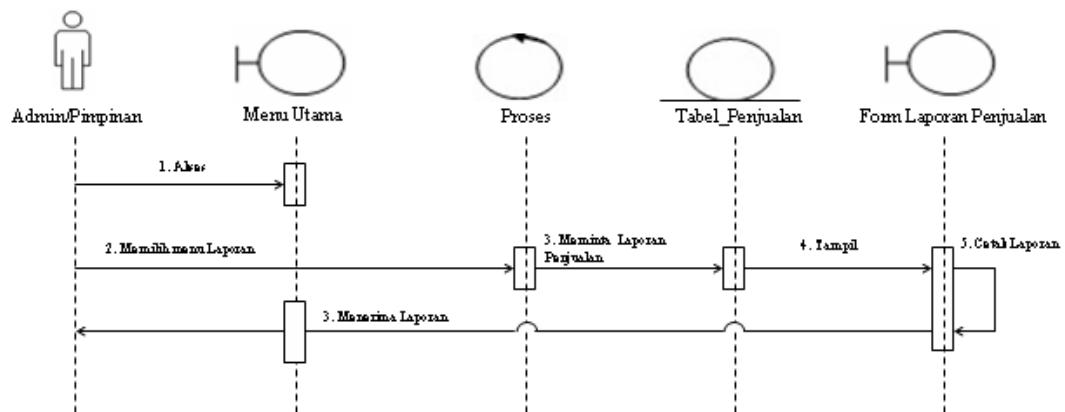 Admin/Pimpinan
Menu Utama
Proses
Tabel_Penjualan
Form Laporan Penjualan
1. Akses
2. Memilih menu Laporan
3. Meminta Laporan
Penjualan
4. Tampil
5. Cetak Laporan
3. Menerima Laporan